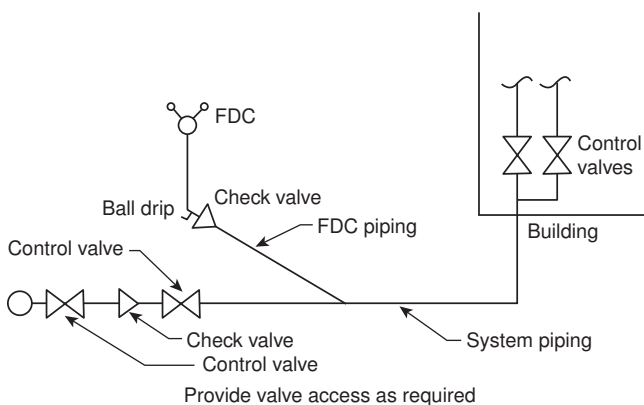 FDC
Control
valves
Check valve
Ball drip
FDC piping
Building
Control valve
System piping
Check valve
Control valve
Provide valve access as required